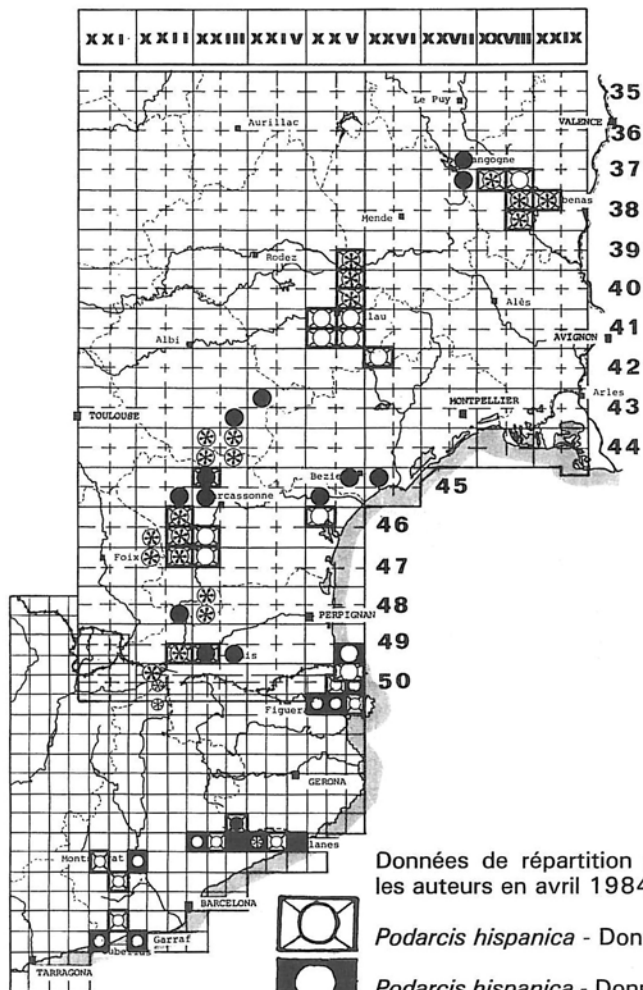 XXI XXII XXIII XXIV XXV XXVI XXVII XXVIII XXIX
35
Le Puy
VALENCE
36
Aurillac
37
angogne
38
benas
Mende
39
Rodez
40
Alès
41
lau
Albi
AVIGNON
42
43
Arles
TOULOUSE
MONTPELLIER
44
Bezie
45
arcassonne
46
Foix
47
48
PERPIGNAN
49
is
50
Figuera
GERONA
lanes
Mont at
BARCELONA
Garraf
TARRAGONA
Données de répartition
les auteurs en avril 1984
Podarcis hispanica - Don
Podarcis hispanica - Donn